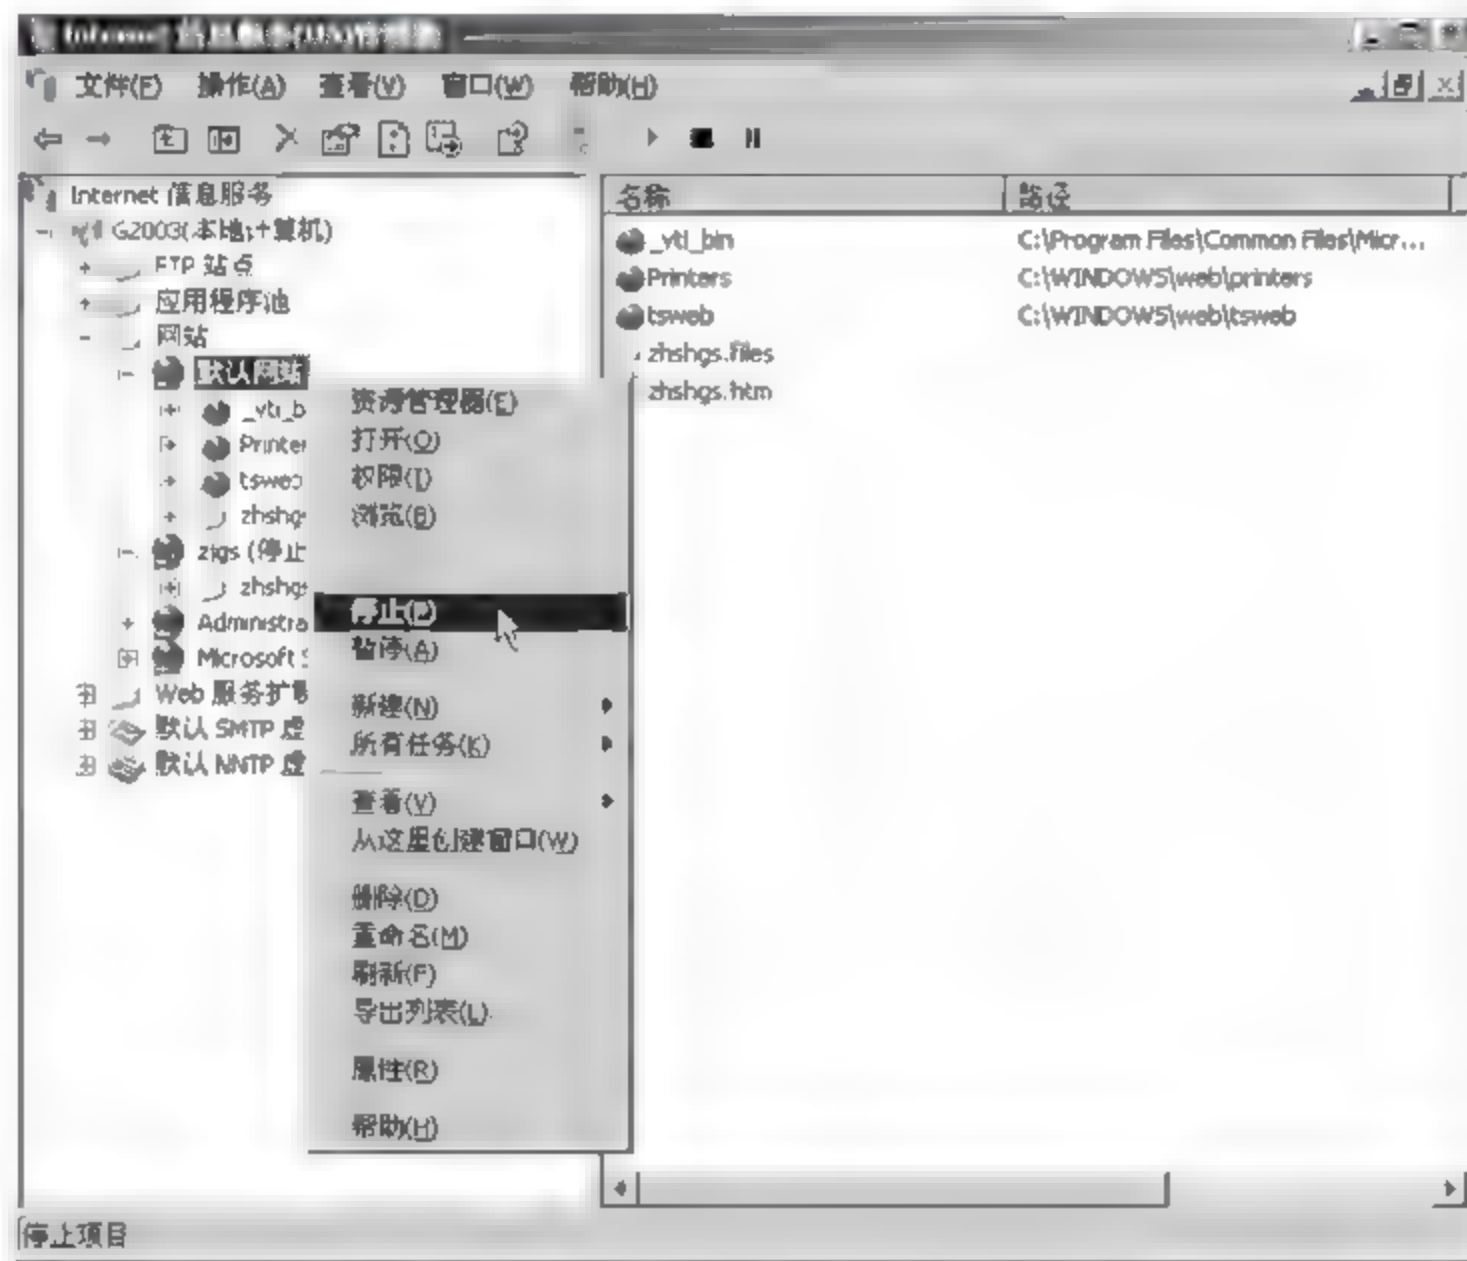 Internet 信息服务(IIS)管理器
文件(F) 操作(A) 查看(V) 窗口(W) 帮助(H)
Internet 信息服务
G2003(本地计算机)
FTP 站点
应用程序池
网站
默认网站
_vti_b
Printer
tsweb
zhshg
(停止
zhshg
Administra
Microsoft S
Web 服务扩展
默认 SMTP 虚
默认 NNTP 虚
资源管理器(E)
打开(O)
权限(I)
浏览(B)
停止(P)
暂停(A)
新建(N)
所有任务(K)
查看(V)
从这里创建窗口(W)
删除(D)
重命名(M)
刷新(F)
导出列表(L)
属性(R)
帮助(H)
名称 路径
_vti_bin C:\Program Files\Common Files\Micr...
Printers C:\WINDOWS\web\printers
tsweb C:\WINDOWS\web\tsweb
zhshgs.files
zhshgs.htm
停止项目